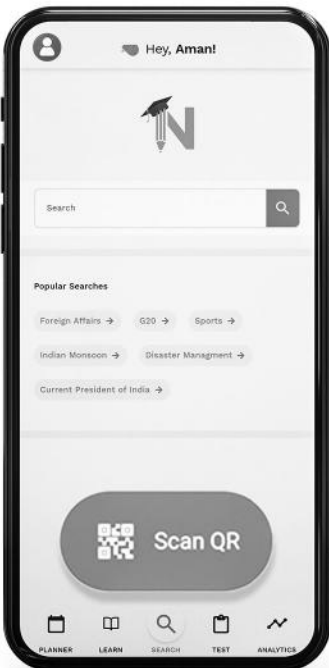 Hey, Aman!
N
Search
Popular Searches
Foreign Affairs →
G20 →
Sports →
Indian Monsoon →
Disaster Managment →
Current President of India →
Scan QR
PLANNER
LEARN
SEARCH
TEST
ANALYTICS